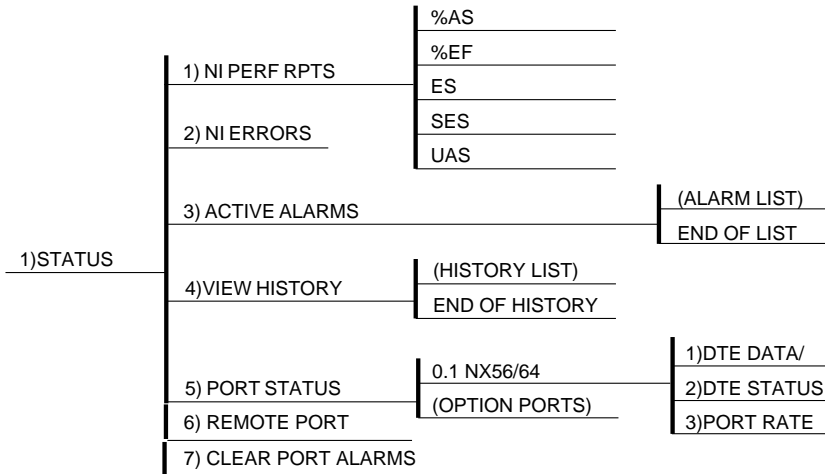 1)STATUS
1) NI PERF RPTS
%AS
%EF
ES
SES
UAS
2) NI ERRORS
3) ACTIVE ALARMS
(ALARM LIST)
END OF LIST
4)VIEW HISTORY
(HISTORY LIST)
END OF HISTORY
5) PORT STATUS
0.1 NX56/64
1)DTE DATA/
2)DTE STATUS
3)PORT RATE
(OPTION PORTS)
6) REMOTE PORT
7) CLEAR PORT ALARMS